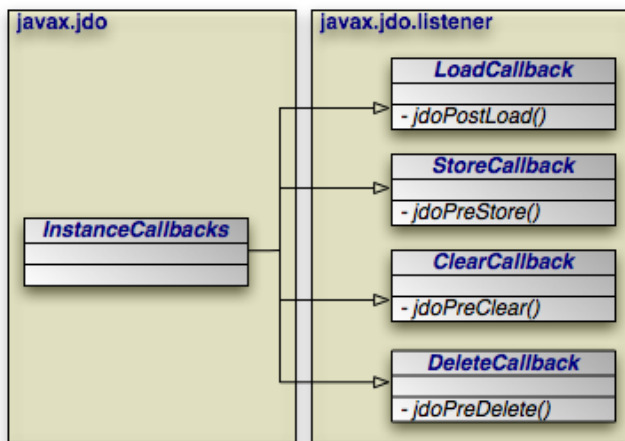 javax.jdo
InstanceCallbacks
javax.jdo.listener
LoadCallback
- jdoPostLoad()
StoreCallback
- jdoPreStore()
ClearCallback
- jdoPreClear()
DeleteCallback
- jdoPreDelete()